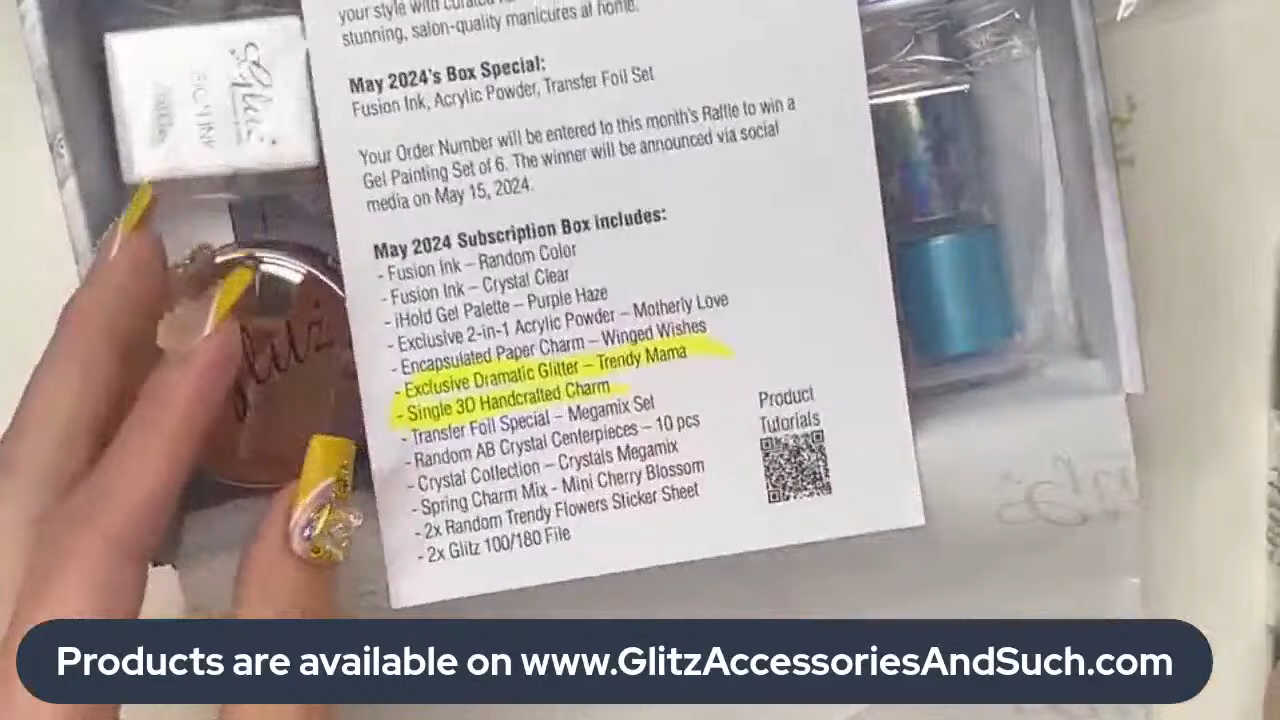 your style with curated
stunning, salon-quality manicures at home.
May 2024's Box Special:
Fusion Ink, Acrylic Powder, Transfer Foil Set
Your Order Number will be entered to this month's Raffle to win a
Gel Painting Set of 6. The winner will be announced via social
media on May 15, 2024.
May 2024 Subscription Box includes:
- Fusion Ink – Random Color
- Fusion Ink – Crystal Clear
- iHold Gel Palette – Purple Haze
- Exclusive 2-in-1 Acrylic Powder – Motherly Love
- Encapsulated Paper Charm – Winged Wishes
- Exclusive Dramatic Glitter – Trendy Mama
- Single 3D Handcrafted Charm
- Transfer Foil Special – Megamix Set
- Random AB Crystal Centerpieces – 10 pcs
- Crystal Collection – Crystals Megamix
- Spring Charm Mix - Mini Cherry Blossom
- 2x Random Trendy Flowers Sticker Sheet
- 2x Glitz 100/180 File
Product
Tutorials
Glitz
glitz
Products are available on www.GlitzAccessoriesAndSuch.com